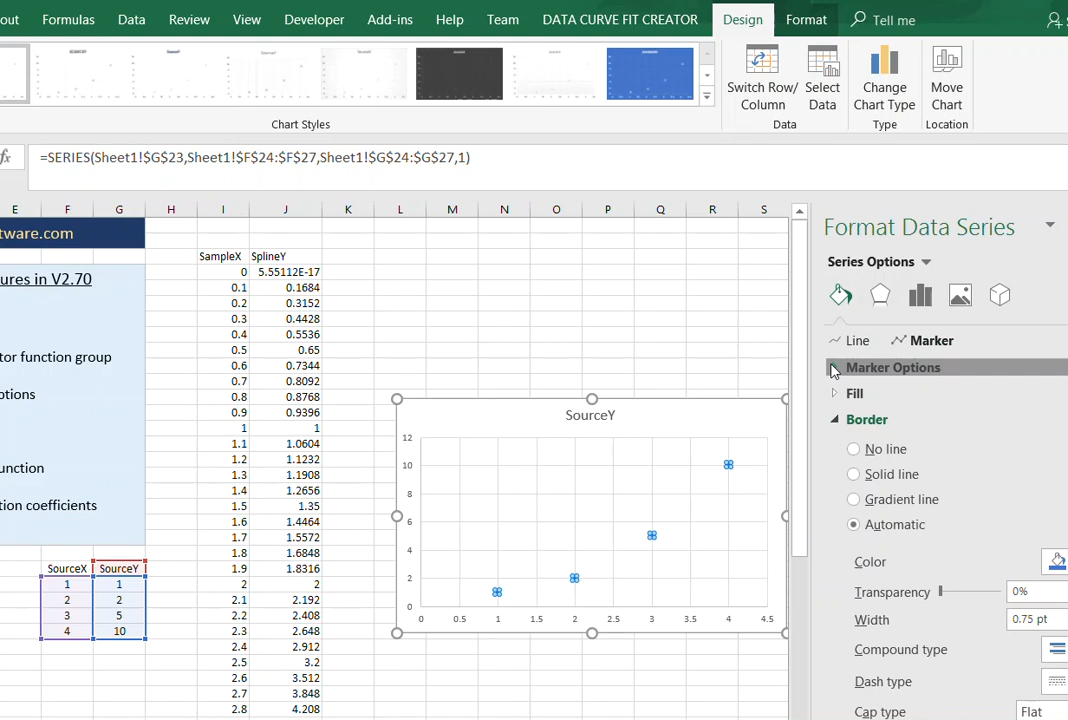 out Formulas Data Review View Developer Add-ins Help Team DATA CURVE FIT CREATOR Design Format Tell me
Switch Row/ Column
Select Data
Change Chart Type
Move Chart
Chart Styles Data Type Location
fx =SERIES(Sheet1!$G$23,Sheet1!$F$24:$F$27,Sheet1!$G$24:$G$27,1)
E F G H I J K L M N O P Q R S
tware.com
ures in V2.70
tor function group
ptions
unction
tion coefficients
SourceX SourceY
1 1
2 2
3 5
4 10
SampleX SplineY
0 5.55112E-17
0.1 0.1684
0.2 0.3152
0.3 0.4428
0.4 0.5536
0.5 0.65
0.6 0.7344
0.7 0.8092
0.8 0.8768
0.9 0.9396
1 1
1.1 1.0604
1.2 1.1232
1.3 1.1908
1.4 1.2656
1.5 1.35
1.6 1.4464
1.7 1.5572
1.8 1.6848
1.9 1.8316
2 2
2.1 2.192
2.2 2.408
2.3 2.648
2.4 2.912
2.5 3.2
2.6 3.512
2.7 3.848
2.8 4.208
SourceY
12
10
8
6
4
2
0
0 0.5 1 1.5 2 2.5 3 3.5 4 4.5
Format Data Series
Series Options
Line Marker
Marker Options
Fill
Border
No line
Solid line
Gradient line
Automatic
Color
Transparency 0%
Width 0.75 pt
Compound type
Dash type
Cap type Flat